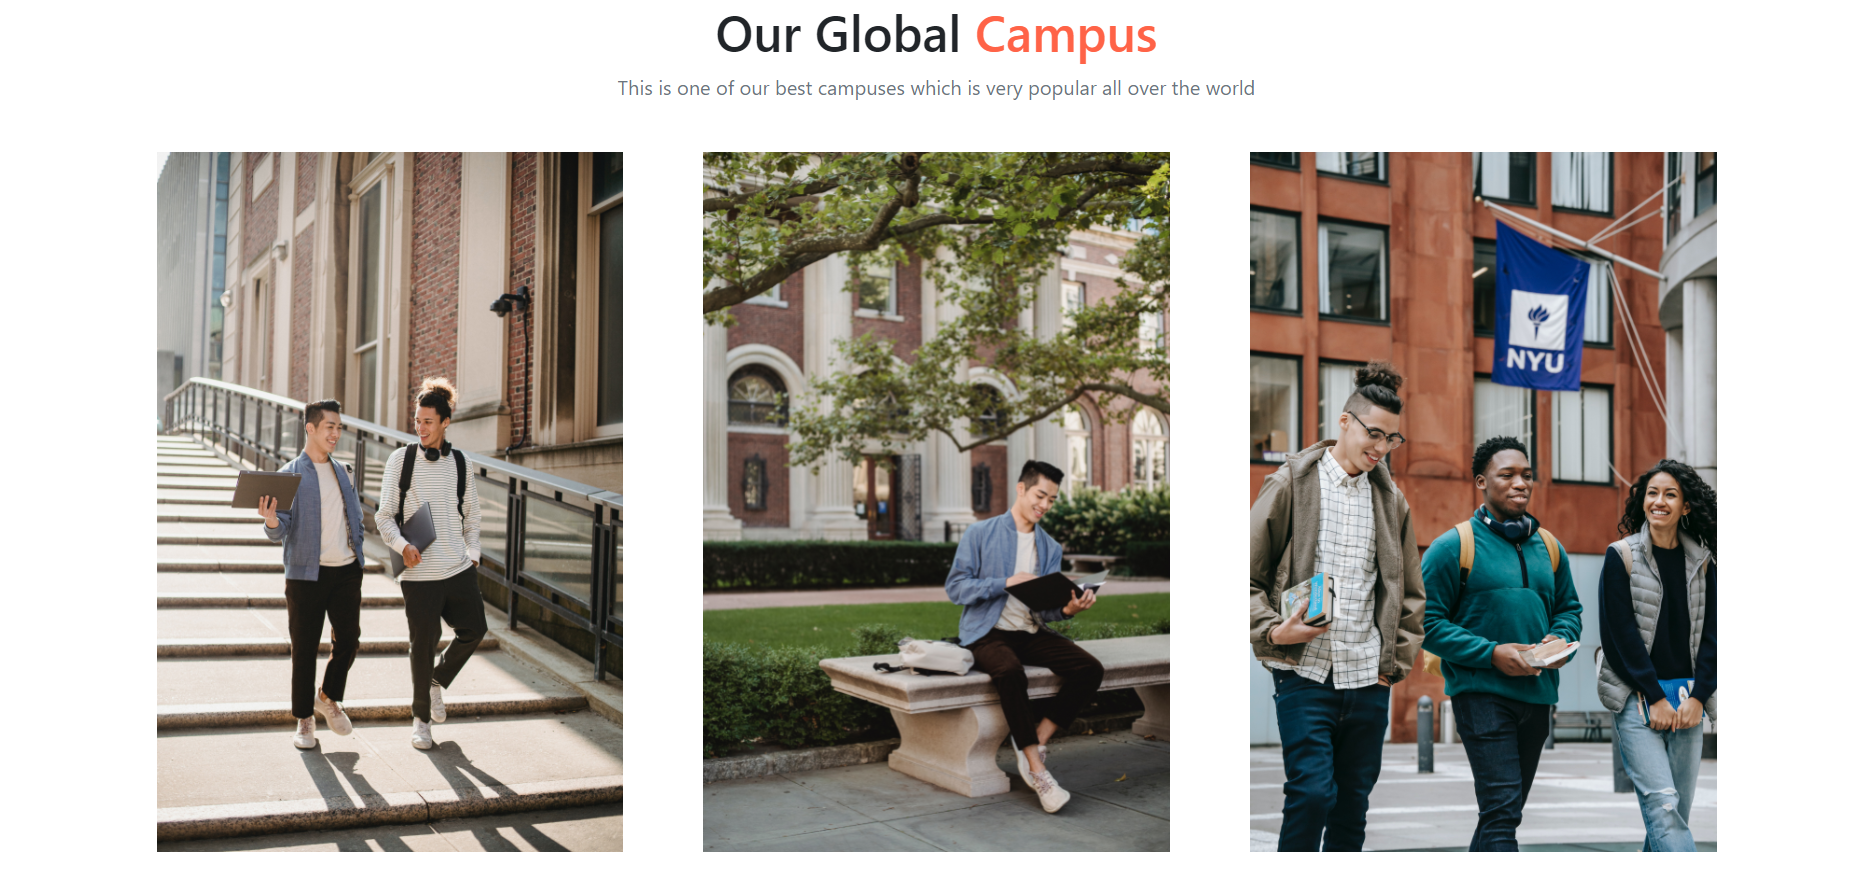 Our Global Campus
This is one of our best campuses which is very popular all over the world
NYU